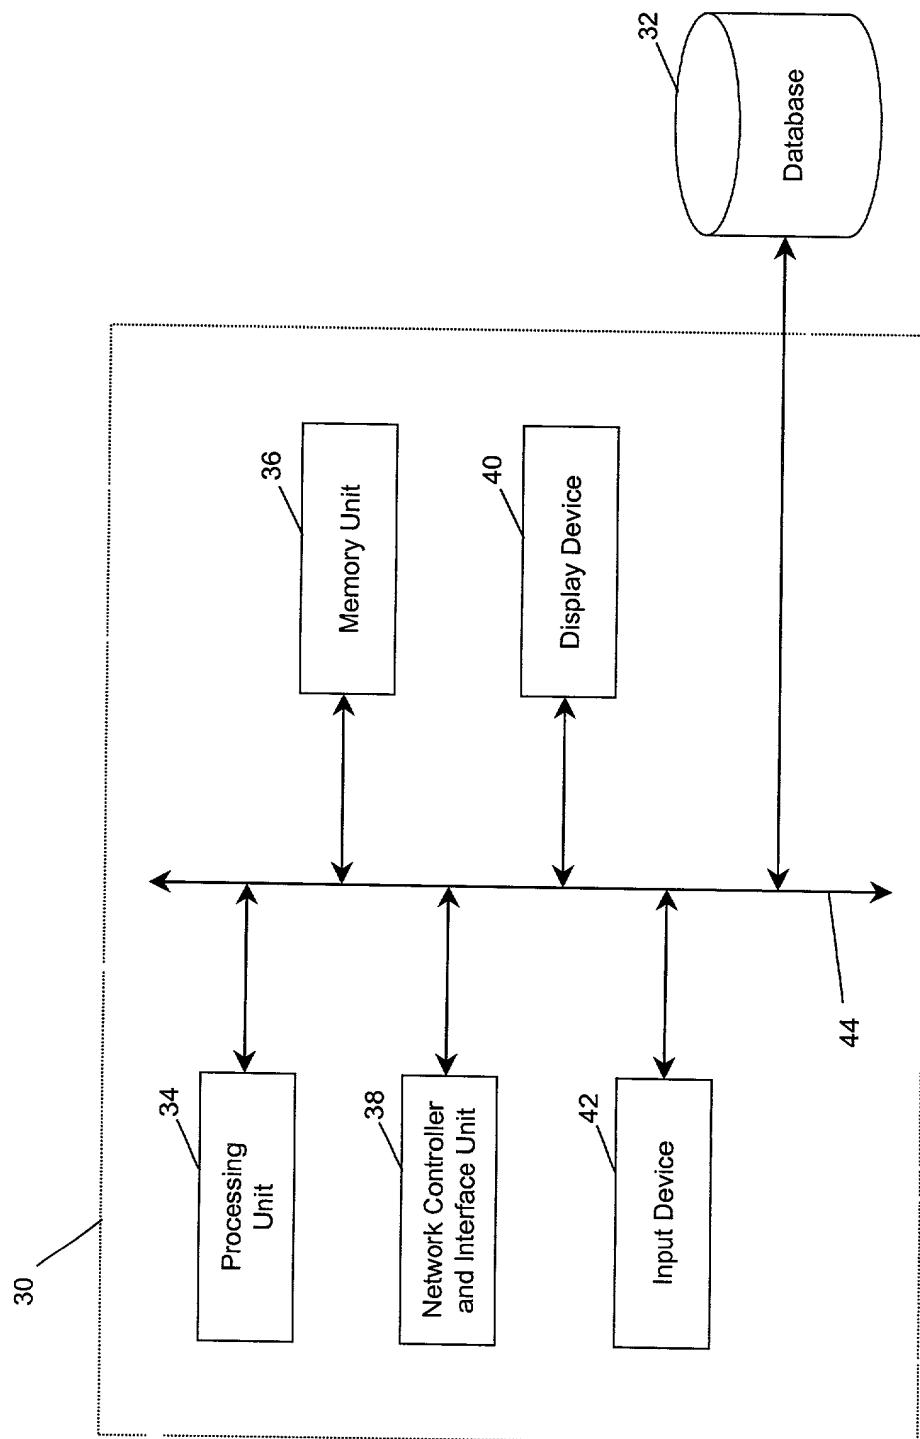 30
34
Processing
Unit
36
Memory Unit
38
Network Controller
and Interface Unit
40
Display Device
42
Input Device
44
32
Database